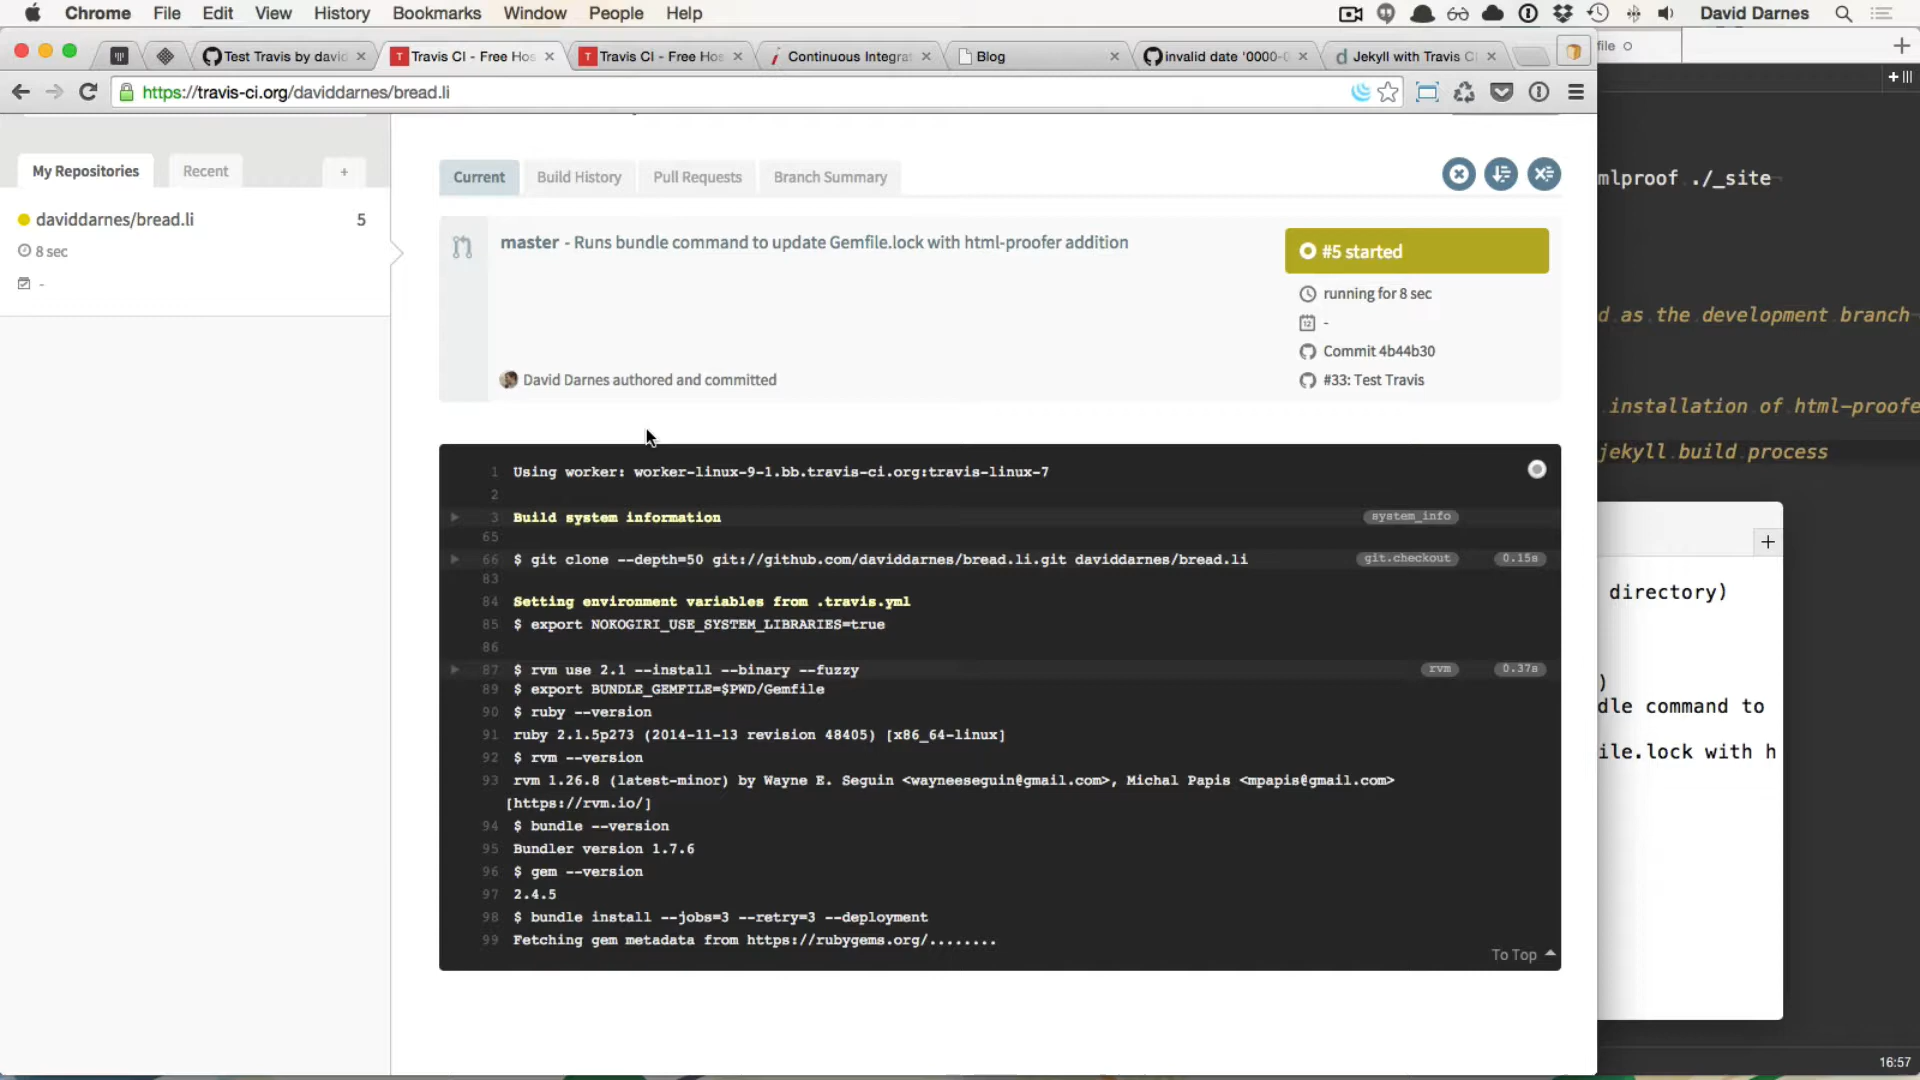 Chrome File Edit View History Bookmarks Window People Help David Darnes
Test Travis by david
Travis CI - Free Hos
Travis CI - Free Hos
Continuous Integrat
Blog
invalid date '0000-0
Jekyll with Travis C
file
https://travis-ci.org/daviddarnes/bread.li
My Repositories Recent +
daviddarnes/bread.li 5
8 sec
-
Current Build History Pull Requests Branch Summary
master - Runs bundle command to update Gemfile.lock with html-proofer addition
David Darnes authored and committed
#5 started
running for 8 sec
-
Commit 4b44b30
#33: Test Travis
1 Using worker: worker-linux-9-1.bb.travis-ci.org:travis-linux-7
2
3 Build system information system_info
65
66 $ git clone --depth=50 git://github.com/daviddarnes/bread.li.git daviddarnes/bread.li git.checkout 0.15s
83
84 Setting environment variables from .travis.yml
85 $ export NOKOGIRI_USE_SYSTEM_LIBRARIES=true
86
87 $ rvm use 2.1 --install --binary --fuzzy rvm 0.37s
89 $ export BUNDLE_GEMFILE=$PWD/Gemfile
90 $ ruby --version
91 ruby 2.1.5p273 (2014-11-13 revision 48405) [x86_64-linux]
92 $ rvm --version
93 rvm 1.26.8 (latest-minor) by Wayne E. Seguin <wayneeseguin@gmail.com>, Michal Papis <mpapis@gmail.com>
[https://rvm.io/]
94 $ bundle --version
95 Bundler version 1.7.6
96 $ gem --version
97 2.4.5
98 $ bundle install --jobs=3 --retry=3 --deployment
99 Fetching gem metadata from https://rubygems.org/........
To Top
mlproof ./_site
d as the development branch
installation of html-proofe
jekyll build process
directory)
)
dle command to
ile.lock with h
16:57